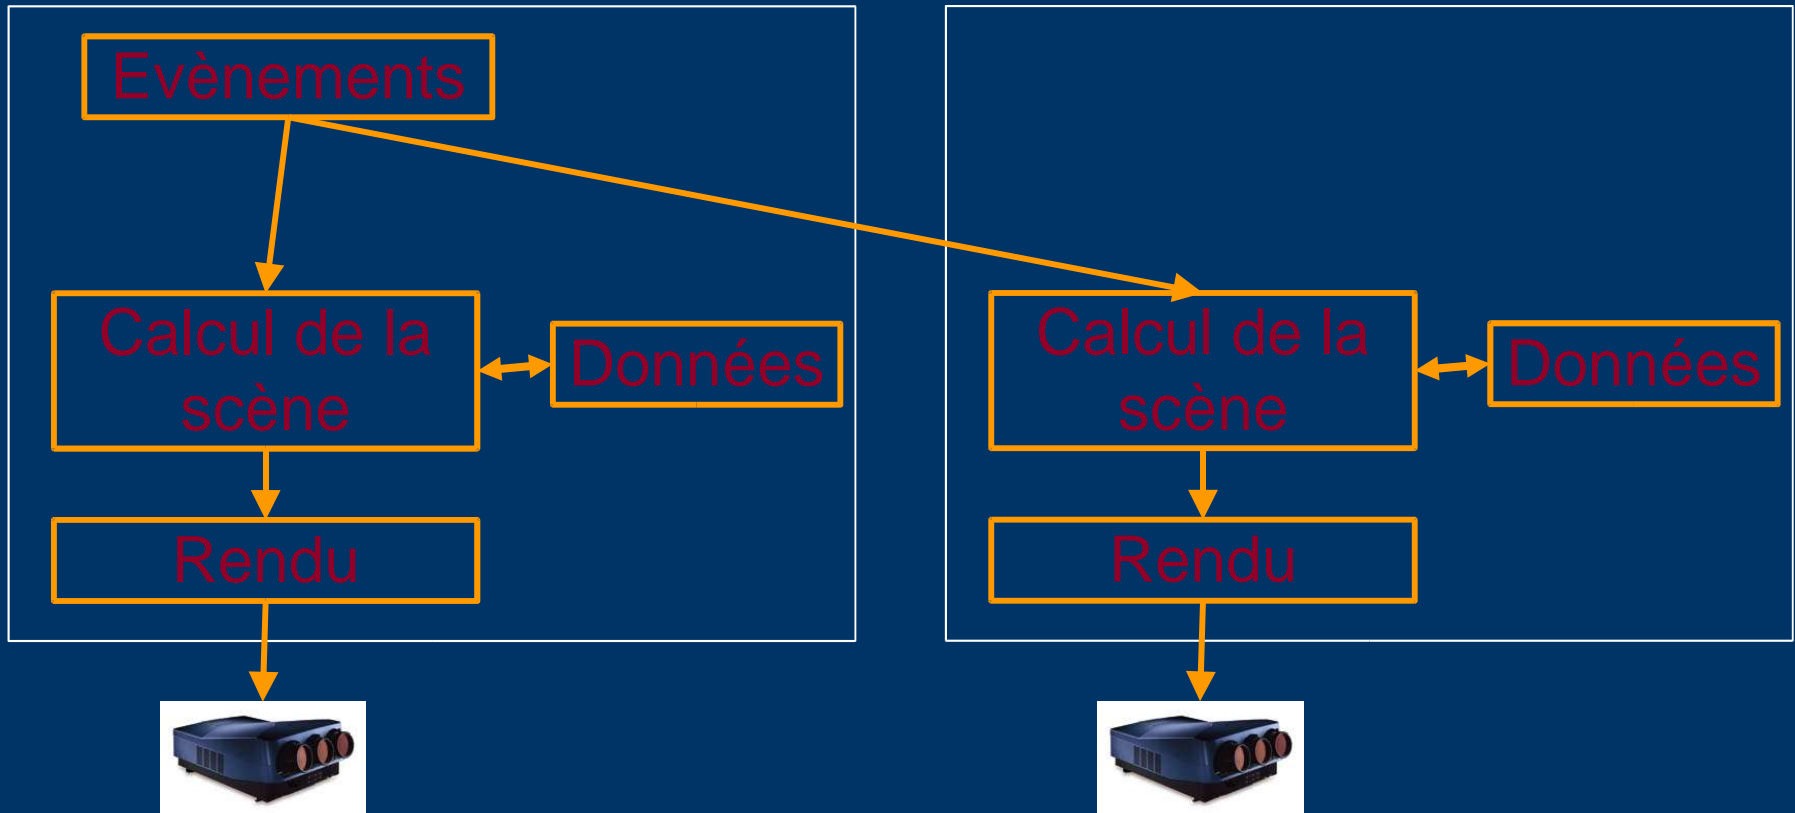 Evènements
Calcul de la
scène
Données
Rendu
Calcul de la
scène
Données
Rendu